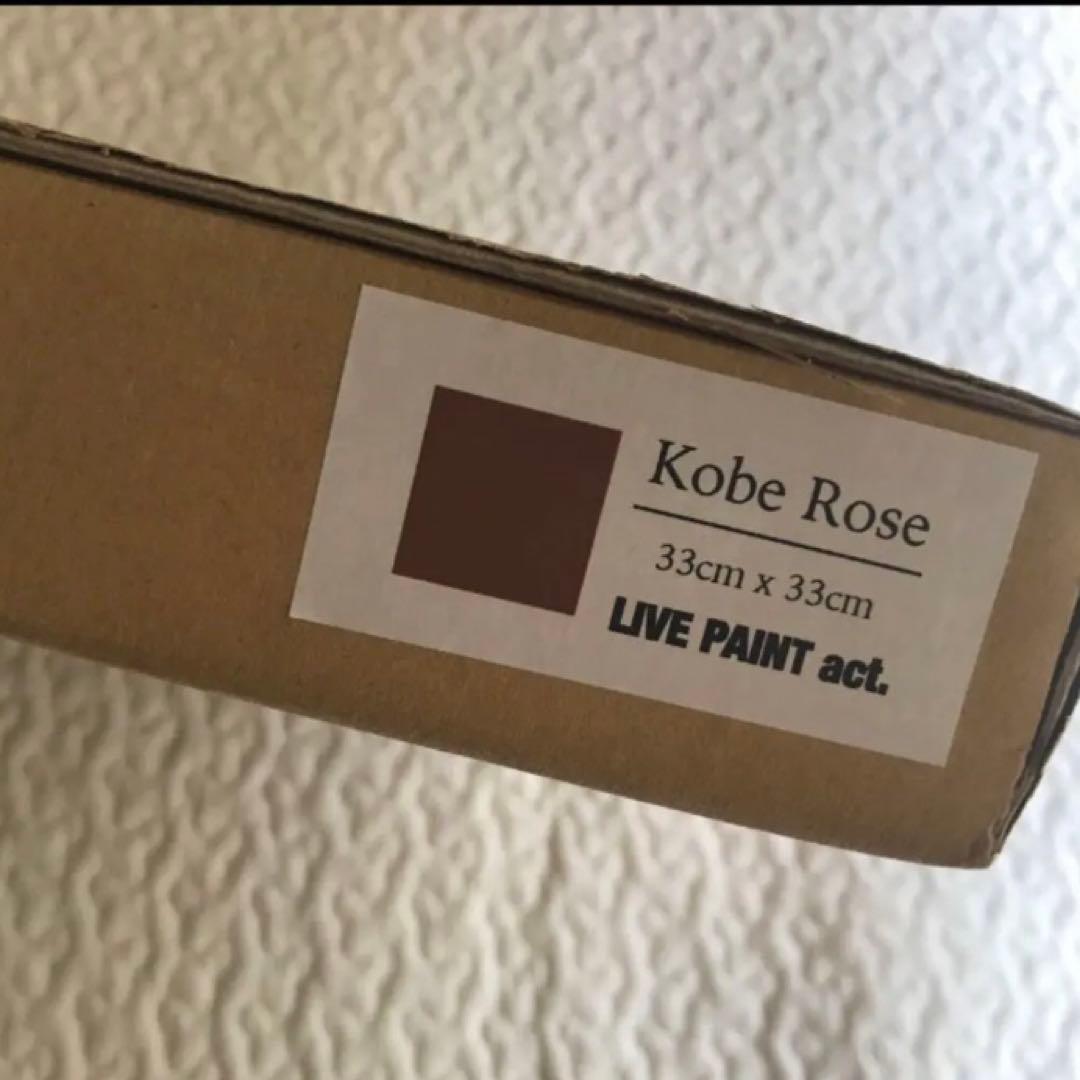 Kobe Rose
33cm x 33cm
LIVE PAINT act.